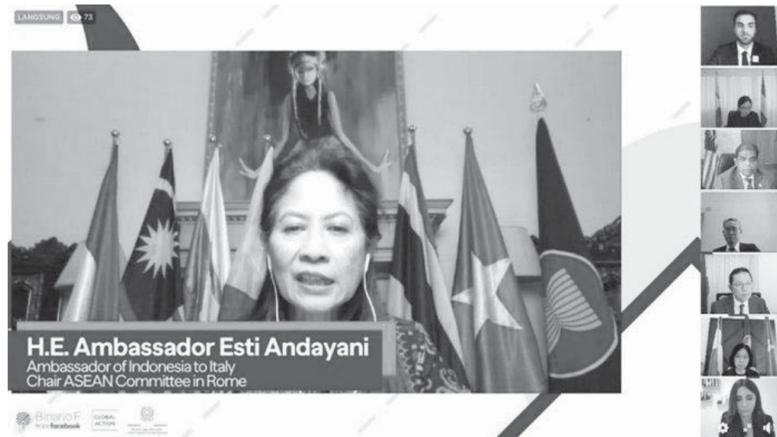 LANGSUNG 73
H.E. Ambassador Esti Andayani
Ambassador of Indonesia to Italy
Chair ASEAN Committee in Rome
Binario F
from facebook
GLOBAL
ACTION